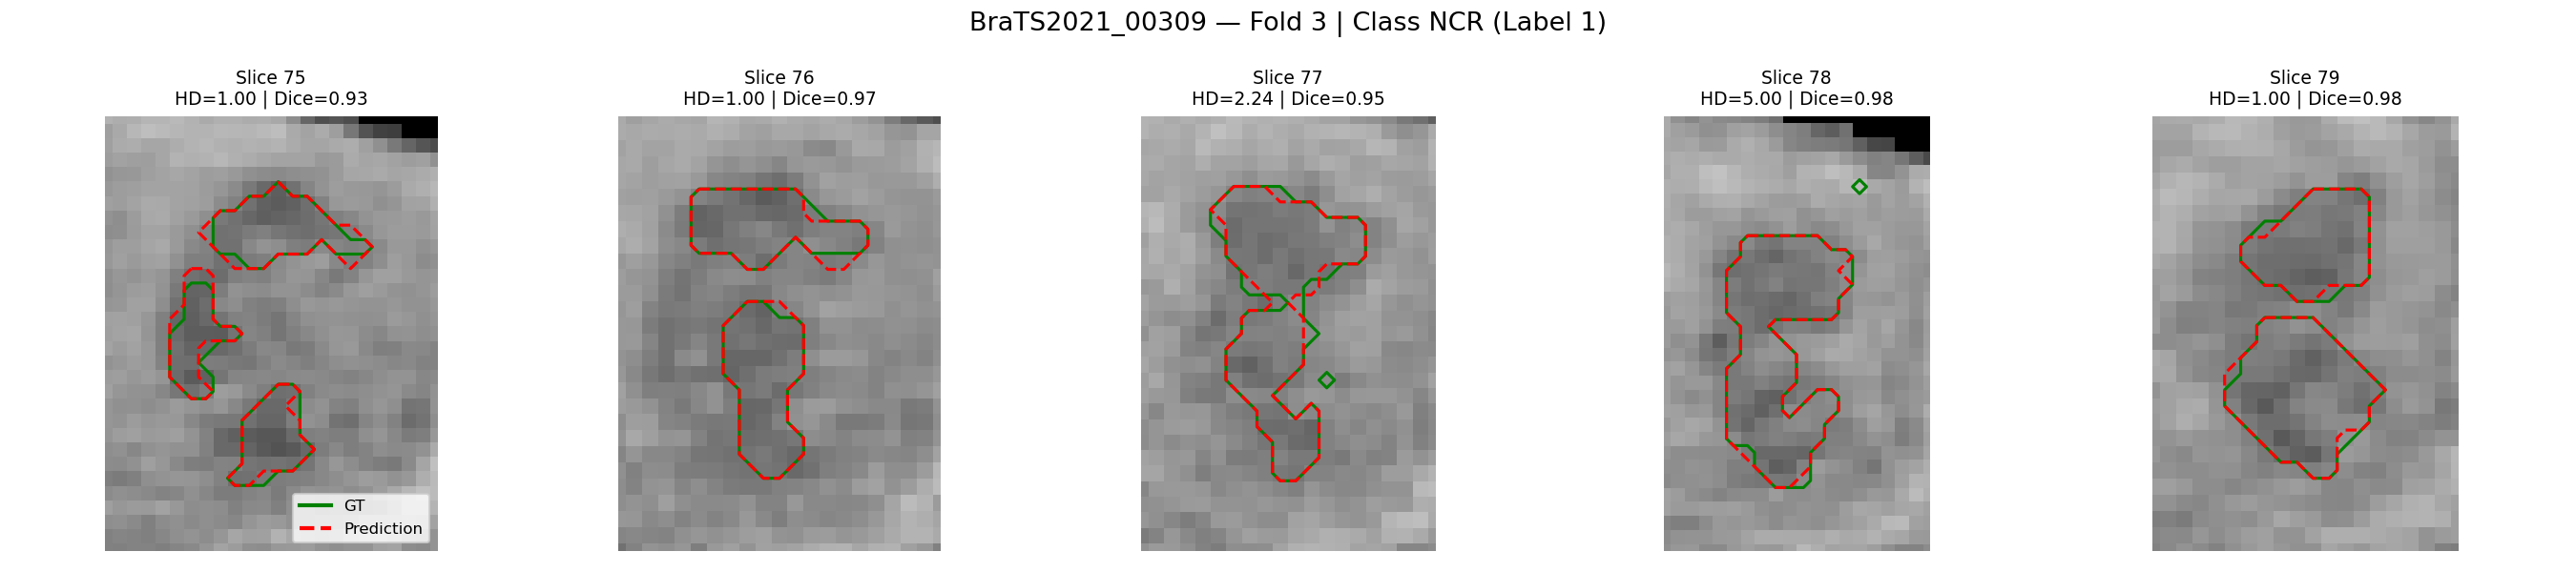 BraTS2021_00309 — Fold 3 | Class NCR (Label 1)
Slice 75
HD=1.00 | Dice=0.93
Slice 76
HD=1.00 | Dice=0.97
Slice 77
HD=2.24 | Dice=0.95
Slice 78
HD=5.00 | Dice=0.98
Slice 79
HD=1.00 | Dice=0.98
GT
Prediction